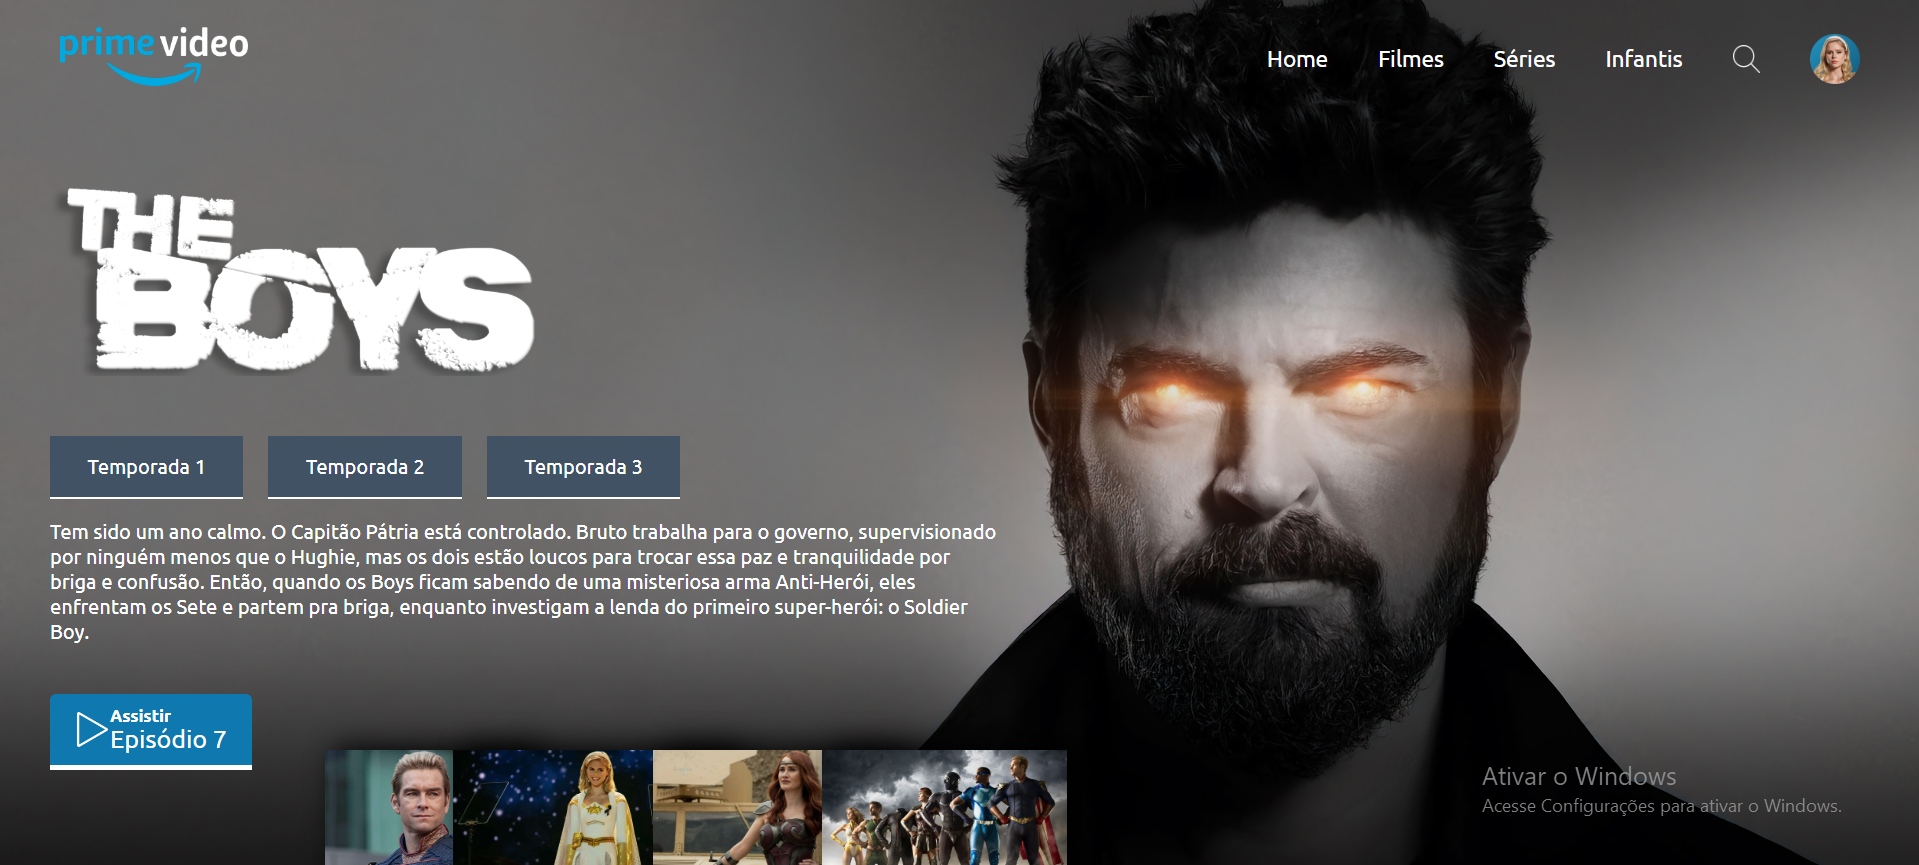 prime video
Home Filmes Séries Infantis
THE
BOYS
Temporada 1 Temporada 2 Temporada 3
Tem sido um ano calmo. O Capitão Pátria está controlado. Bruto trabalha para o governo, supervisionado
por ninguém menos que o Hughie, mas os dois estão loucos para trocar essa paz e tranquilidade por
briga e confusão. Então, quando os Boys ficam sabendo de uma misteriosa arma Anti-Herói, eles
enfrentam os Sete e partem pra briga, enquanto investigam a lenda do primeiro super-herói: o Soldier
Boy.
Assistir
Episódio 7
Ativar o Windows
Acesse Configurações para ativar o Windows.